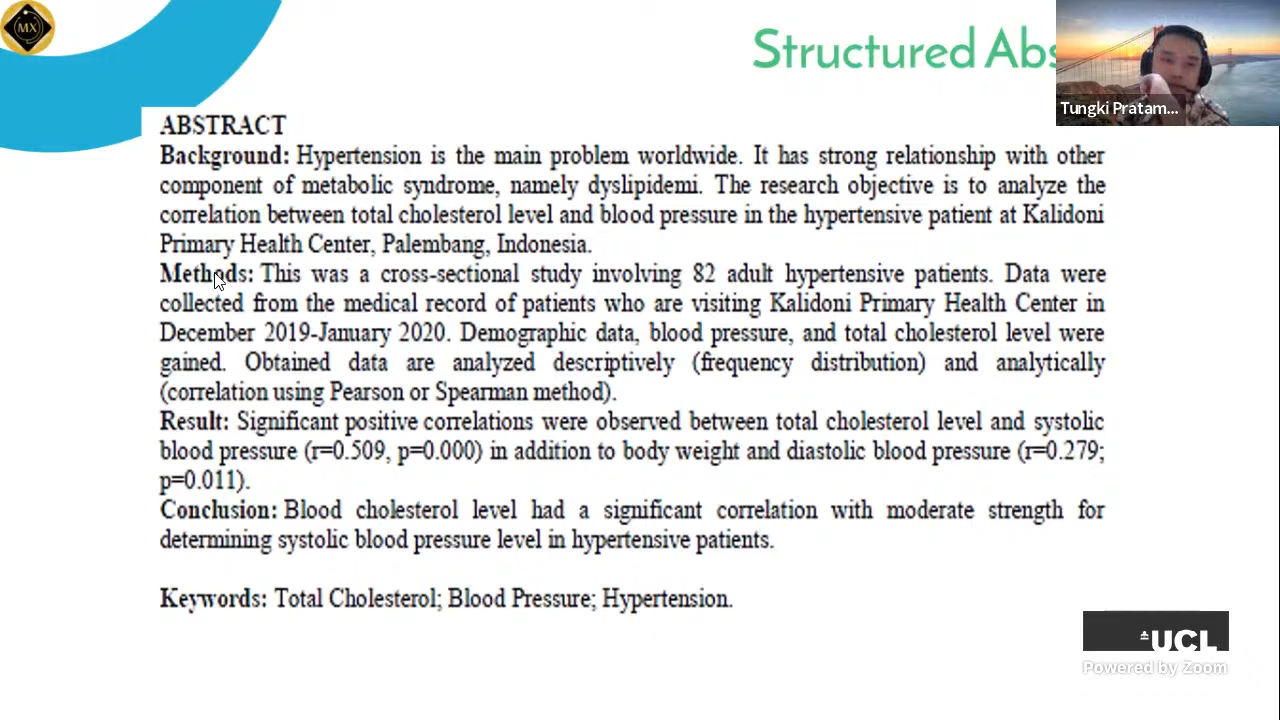 MX
Structured Abs
Tungki Pratam...
ABSTRACT
Background: Hypertension is the main problem worldwide. It has strong relationship with other
component of metabolic syndrome, namely dyslipidemi. The research objective is to analyze the
correlation between total cholesterol level and blood pressure in the hypertensive patient at Kalidoni
Primary Health Center, Palembang, Indonesia.
Methods: This was a cross-sectional study involving 82 adult hypertensive patients. Data were
collected from the medical record of patients who are visiting Kalidoni Primary Health Center in
December 2019-January 2020. Demographic data, blood pressure, and total cholesterol level were
gained. Obtained data are analyzed descriptively (frequency distribution) and analytically
(correlation using Pearson or Spearman method).
Result: Significant positive correlations were observed between total cholesterol level and systolic
blood pressure (r=0.509, p=0.000) in addition to body weight and diastolic blood pressure (r=0.279;
p=0.011).
Conclusion: Blood cholesterol level had a significant correlation with moderate strength for
determining systolic blood pressure level in hypertensive patients.
Keywords: Total Cholesterol; Blood Pressure; Hypertension.
UCL
Powered by Zoom